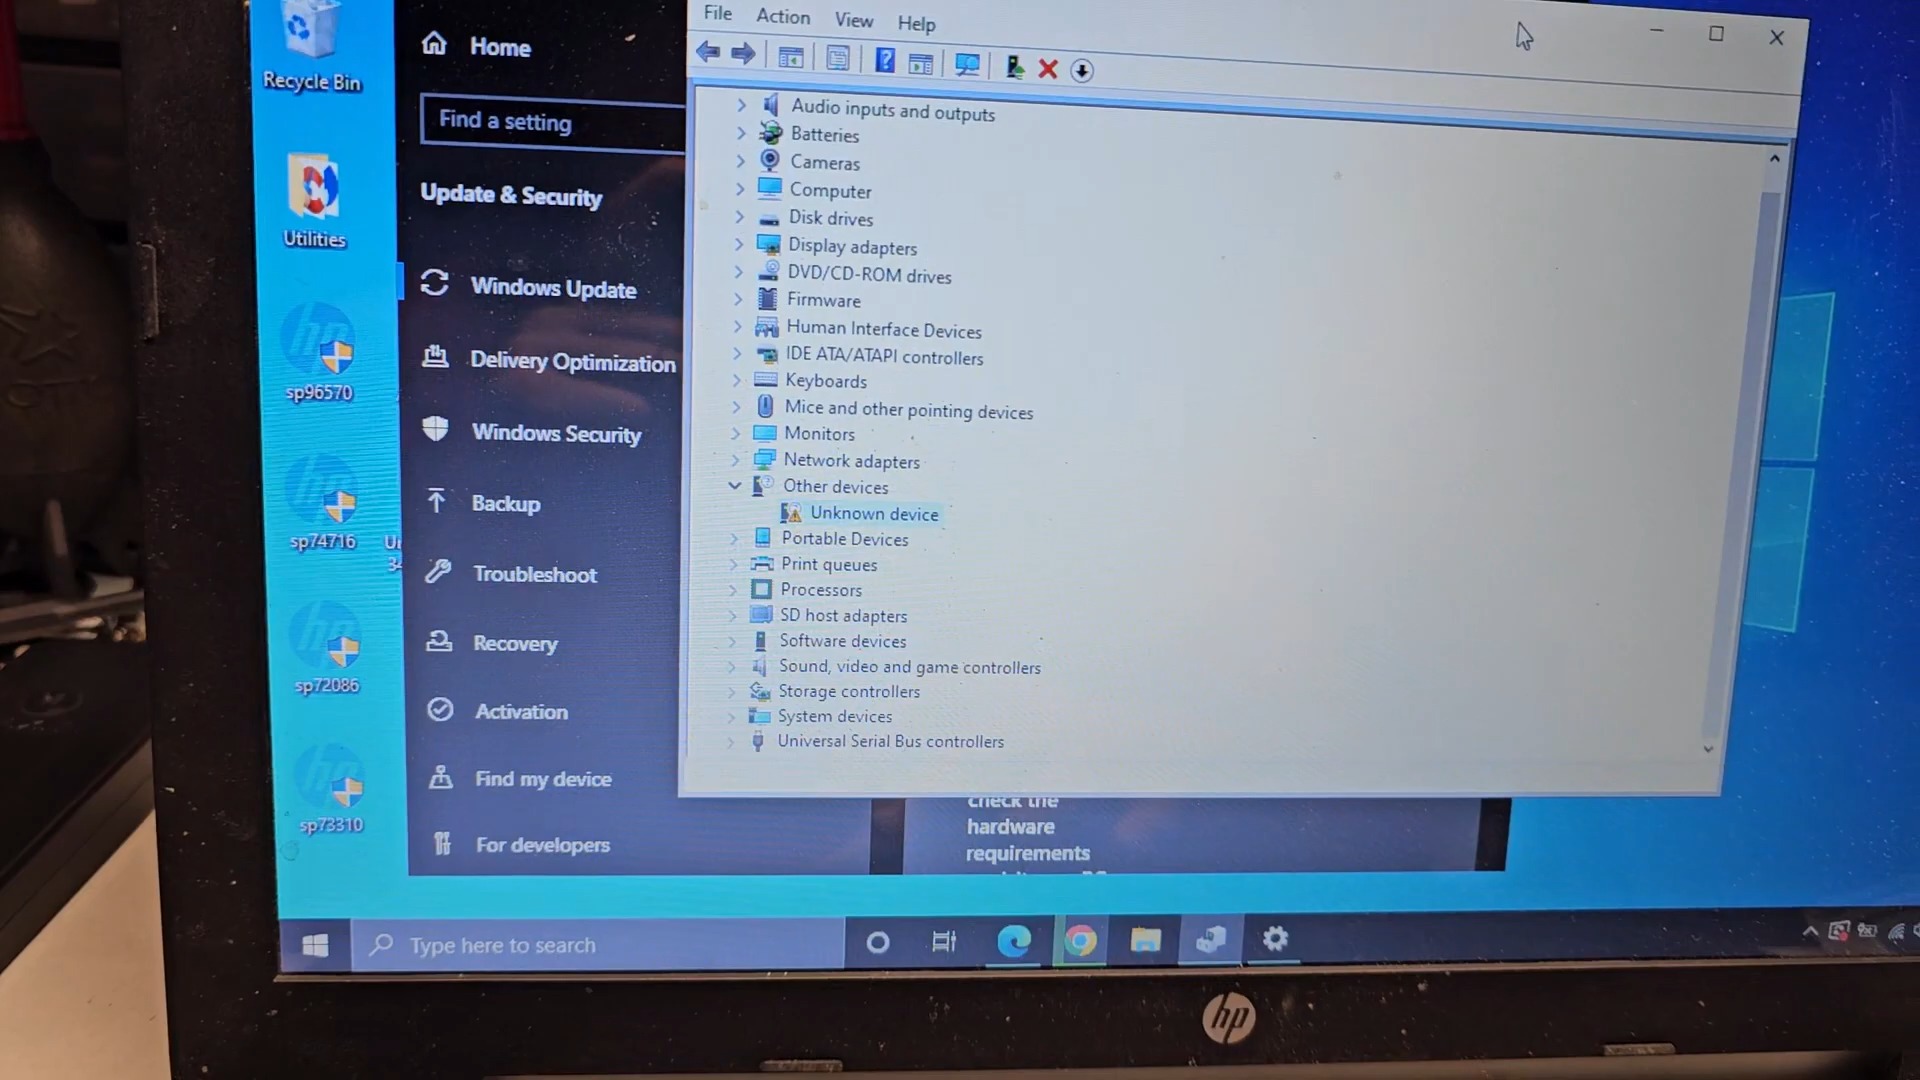 File Action View Help
Recycle Bin
Home
Find a setting
Update & Security
Utilities
Windows Update
Delivery Optimization
sp96570
Windows Security
Backup
sp74716
Troubleshoot
Recovery
sp72086
Activation
Find my device
sp73310
For developers
Audio inputs and outputs
Batteries
Cameras
Computer
Disk drives
Display adapters
DVD/CD-ROM drives
Firmware
Human Interface Devices
IDE ATA/ATAPI controllers
Keyboards
Mice and other pointing devices
Monitors
Network adapters
Other devices
Unknown device
Portable Devices
Print queues
Processors
SD host adapters
Software devices
Sound, video and game controllers
Storage controllers
System devices
Universal Serial Bus controllers
check the
hardware
requirements
Type here to search
hp